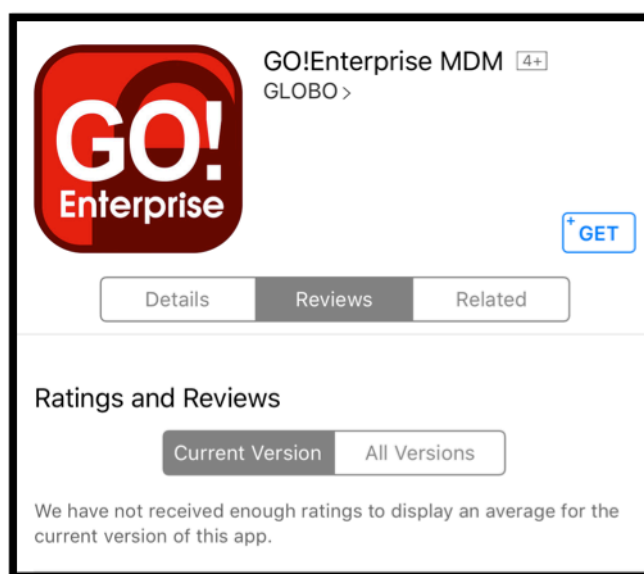 GO!Enterprise MDM 4+
GLOBO >
GO!
Enterprise
+ GET
Details Reviews Related
Ratings and Reviews
Current Version All Versions
We have not received enough ratings to display an average for the
current version of this app.